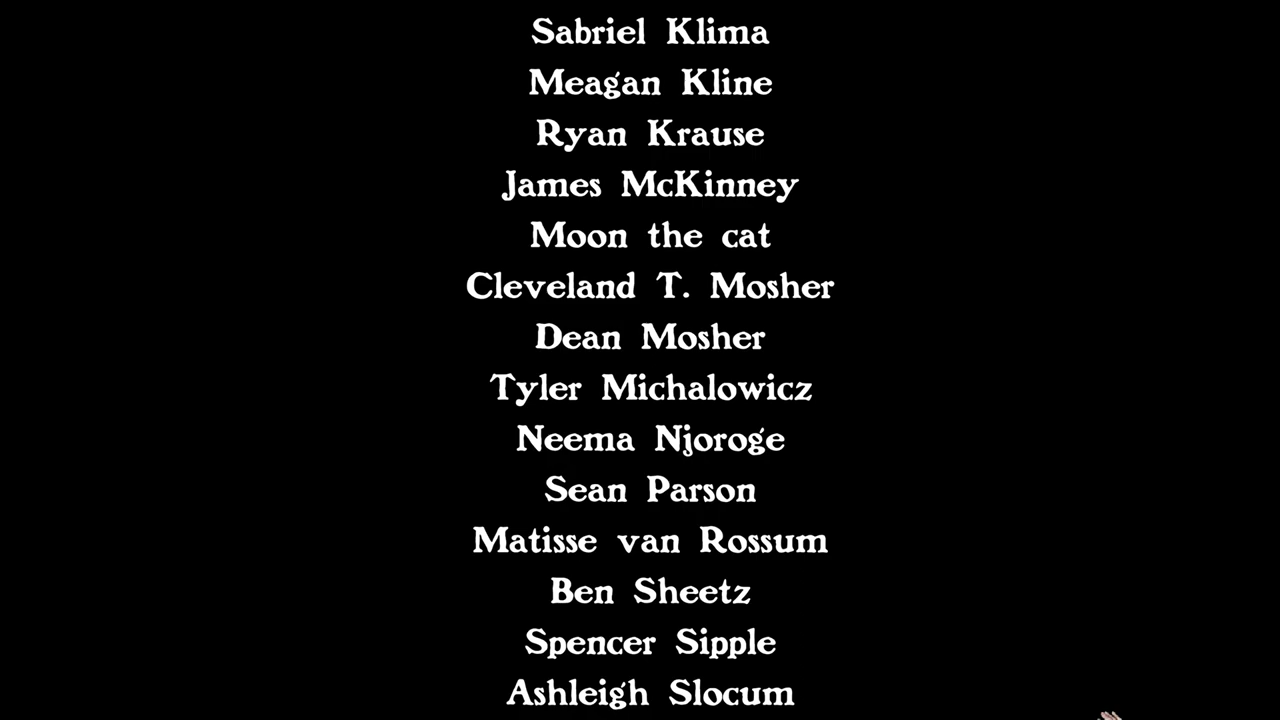 Sabriel Klima
Meagan Kline
Ryan Krause
James McKinney
Moon the cat
Cleveland T. Mosher
Dean Mosher
Tyler Michalowicz
Neema Njoroge
Sean Parson
Matisse van Rossum
Ben Sheetz
Spencer Sipple
Ashleigh Slocum